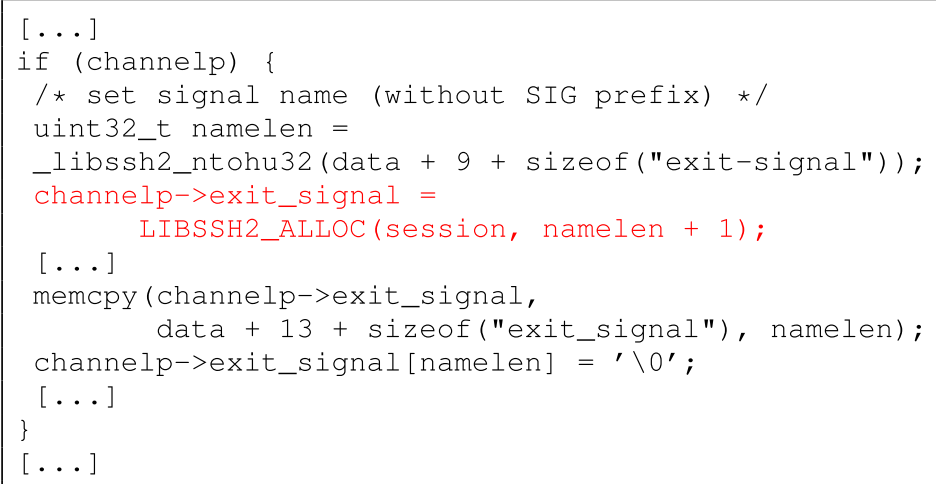 [...]
if (channelp) {
 /* set signal name (without SIG prefix) */
 uint32_t namelen =
 _libssh2_ntohu32(data + 9 + sizeof("exit-signal"));
 channelp->exit_signal =
       LIBSSH2_ALLOC(session, namelen + 1);
 [...]
 memcpy(channelp->exit_signal,
        data + 13 + sizeof("exit_signal"), namelen);
 channelp->exit_signal[namelen] = '\0';
 [...]
}
[...]